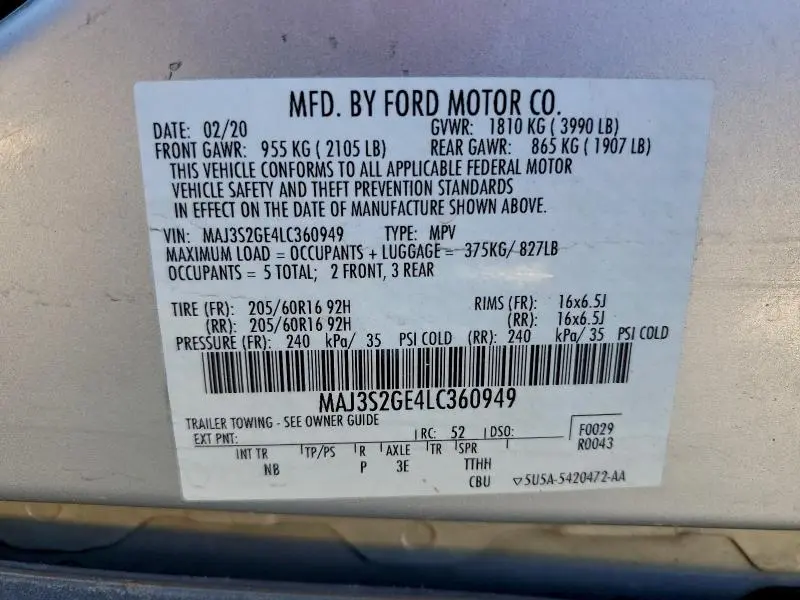 MFD. BY FORD MOTOR CO.
DATE: 02/20 GVWR: 1810 KG ( 3990 LB)
FRONT GAWR: 955 KG ( 2105 LB) REAR GAWR: 865 KG ( 1907 LB)
THIS VEHICLE CONFORMS TO ALL APPLICABLE FEDERAL MOTOR
VEHICLE SAFETY AND THEFT PREVENTION STANDARDS
IN EFFECT ON THE DATE OF MANUFACTURE SHOWN ABOVE.
VIN: MAJ3S2GE4LC360949 TYPE: MPV
MAXIMUM LOAD = OCCUPANTS + LUGGAGE = 375KG/ 827LB
OCCUPANTS = 5 TOTAL; 2 FRONT, 3 REAR
TIRE (FR): 205/60R16 92H RIMS (FR): 16x6.5J
(RR): 205/60R16 92H (RR): 16x6.5J
PRESSURE (FR): 240 kPa/ 35 PSI COLD (RR): 240 kPa/ 35 PSI COLD
MAJ3S2GE4LC360949
TRAILER TOWING - SEE OWNER GUIDE
EXT PNT: RC: 52 DSO: F0029
R0043
INT TR TP/PS R AXLE TR SPR
NB P 3E TTHH
CBU ▽5U5A-5420472-AA